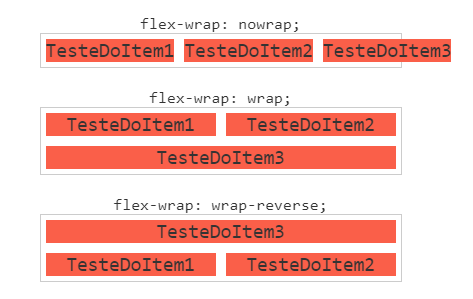 flex-wrap: nowrap;
TesteDoItem1 TesteDoItem2 TesteDoItem3
flex-wrap: wrap;
TesteDoItem1 TesteDoItem2
TesteDoItem3
flex-wrap: wrap-reverse;
TesteDoItem3
TesteDoItem1 TesteDoItem2